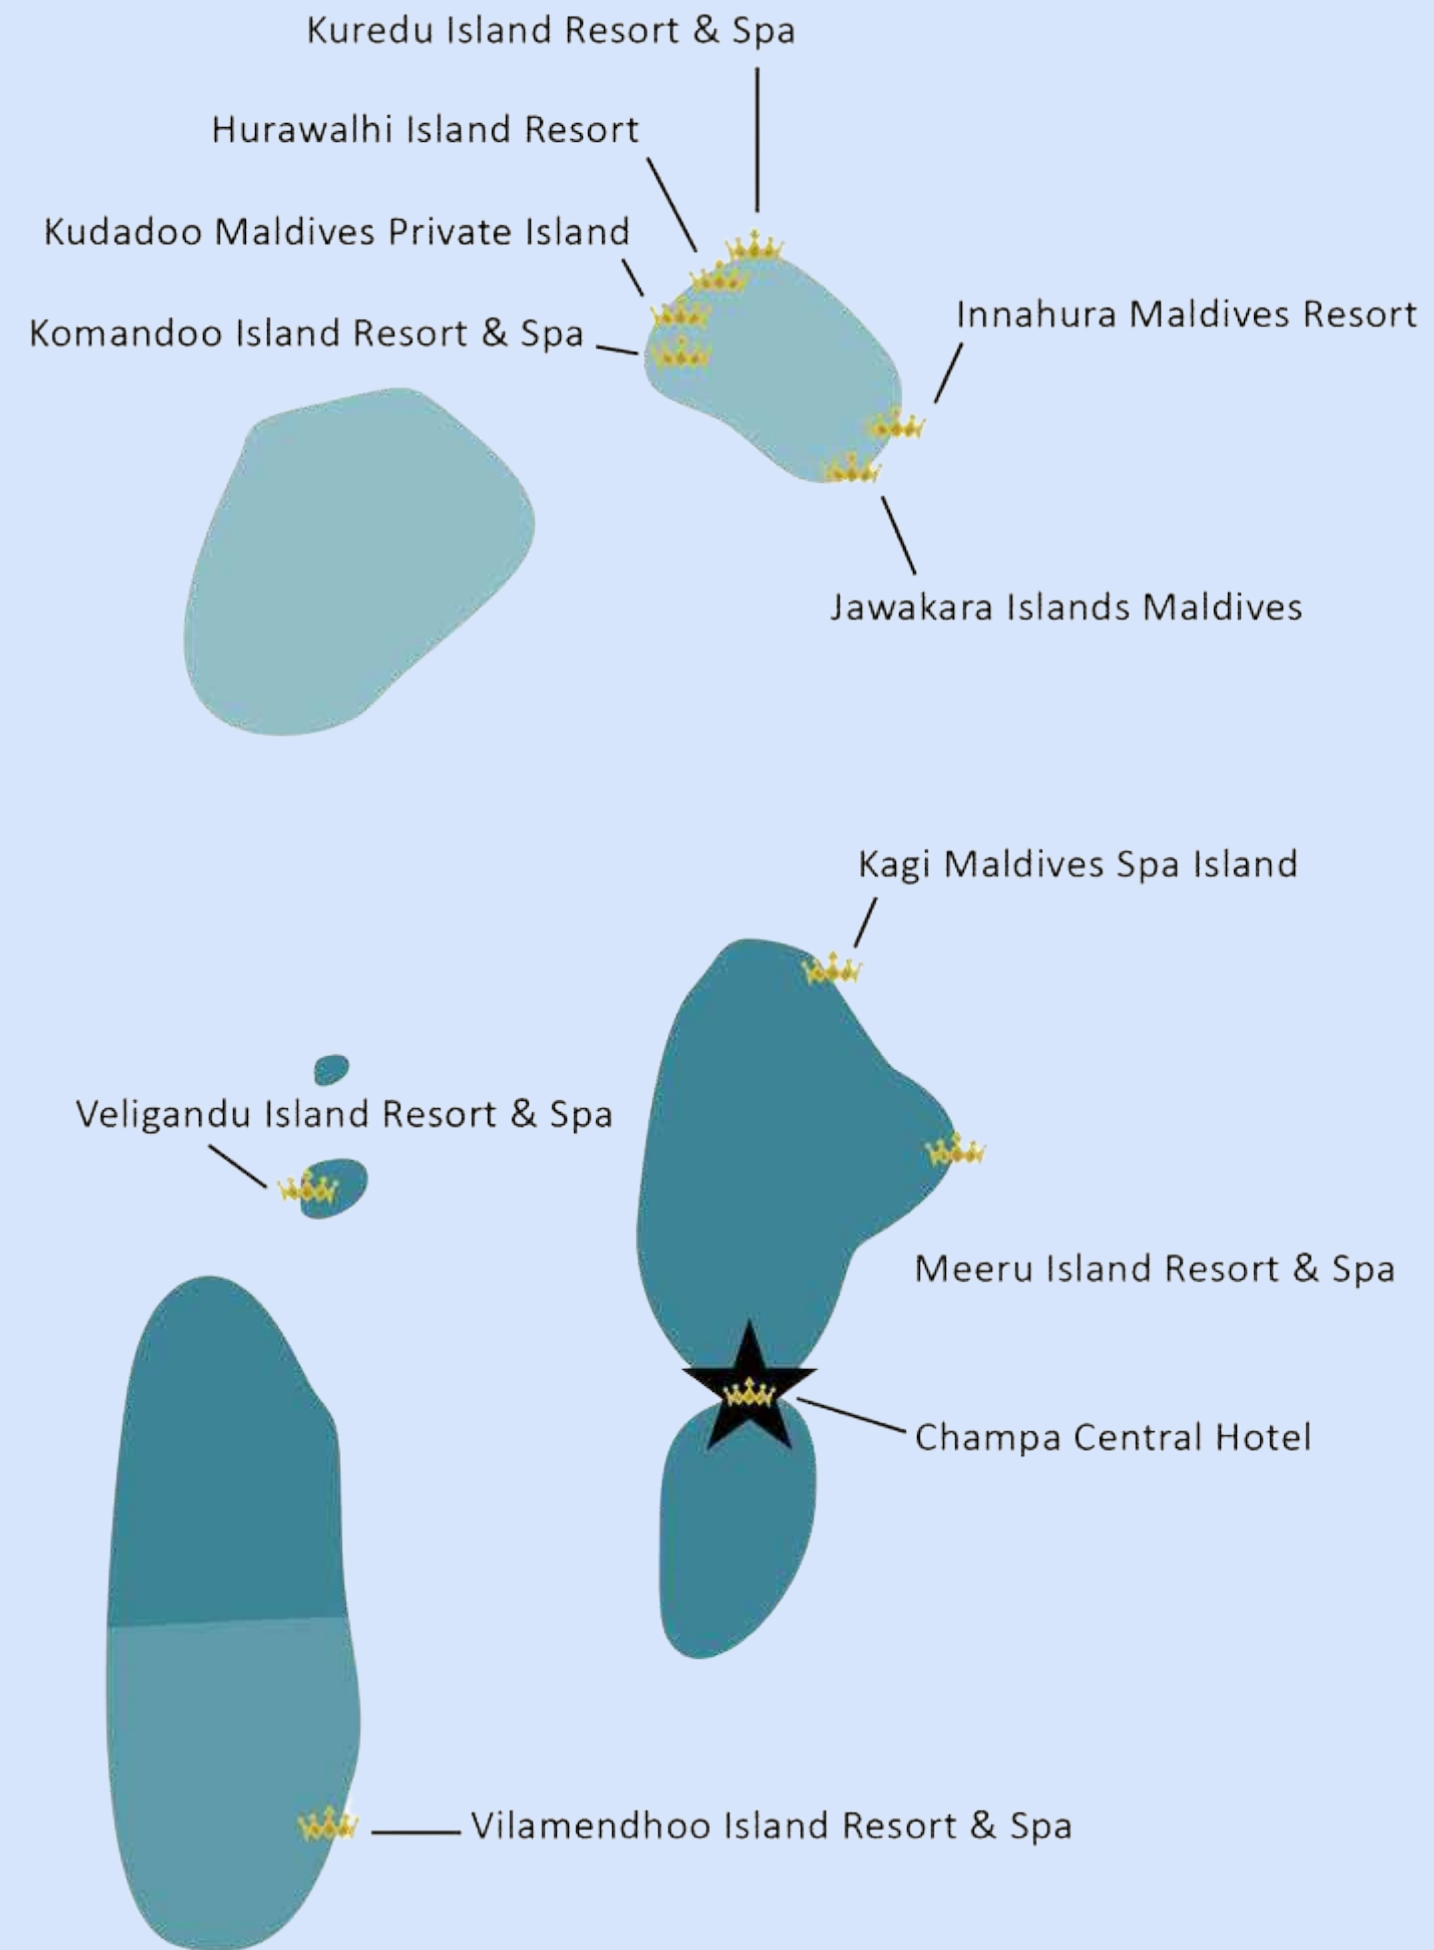 Kuredu Island Resort & Spa
Hurawalhi Island Resort
Kudadoo Maldives Private Island
Innahura Maldives Resort
Komandoo Island Resort & Spa
Jawakara Islands Maldives
Kagi Maldives Spa Island
Veligandu Island Resort & Spa
Meeru Island Resort & Spa
Champa Central Hotel
Vilamendhoo Island Resort & Spa